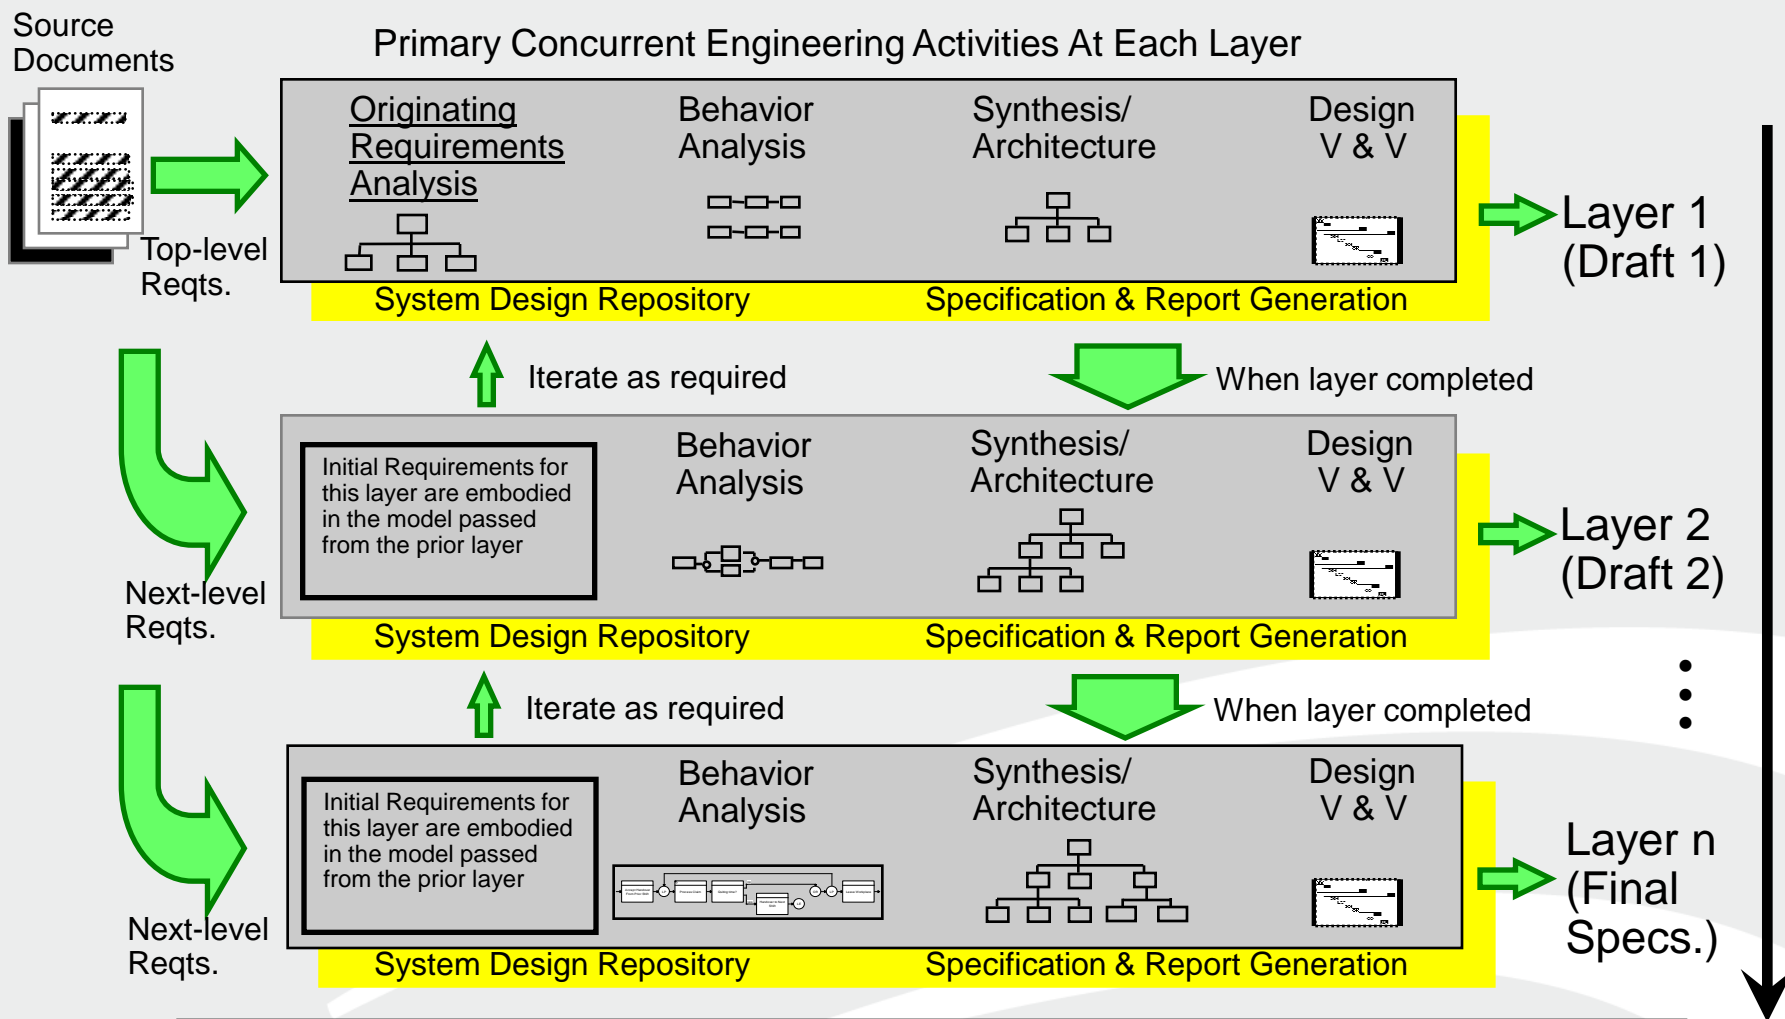 Source
Documents
Primary Concurrent Engineering Activities At Each Layer
Originating
Requirements
Analysis
Behavior
Analysis
Synthesis/
Architecture
Design
V & V
Top-level
Reqts.
Layer 1
(Draft 1)
System Design Repository
Specification & Report Generation
Iterate as required
When layer completed
Initial Requirements for
this layer are embodied
in the model passed
from the prior layer
Behavior
Analysis
Synthesis/
Architecture
Design
V & V
Layer 2
(Draft 2)
Next-level
Reqts.
System Design Repository
Specification & Report Generation
Iterate as required
When layer completed
Initial Requirements for
this layer are embodied
in the model passed
from the prior layer
Behavior
Analysis
Synthesis/
Architecture
Design
V & V
Layer n
(Final
Specs.)
Next-level
Reqts.
System Design Repository
Specification & Report Generation